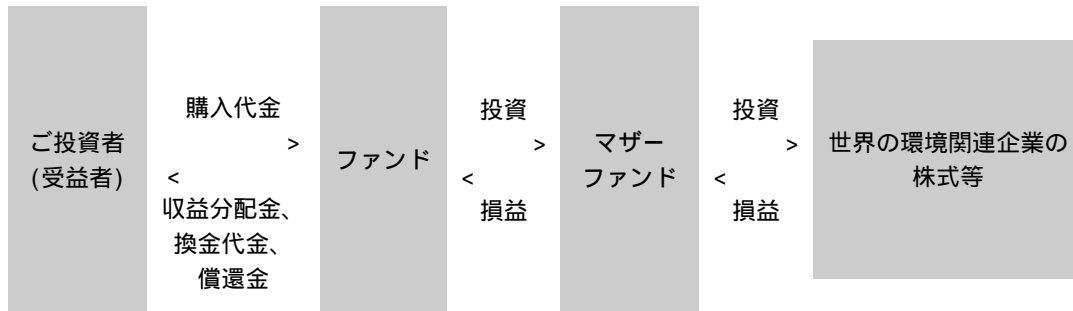 ご投資者
(受益者)
購入代金
>
<
収益分配金、
換金代金、
償還金
ファンド
投資
>
<
損益
マザー
ファンド
投資
>
<
損益
世界の環境関連企業の
株式等